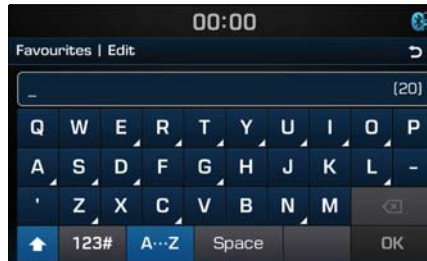 00:00
Favourites | Edit
_ (20)
Q W E R T Y U I O P
A S D F G H J K L -
' Z X C V B N M
123# A···Z Space OK